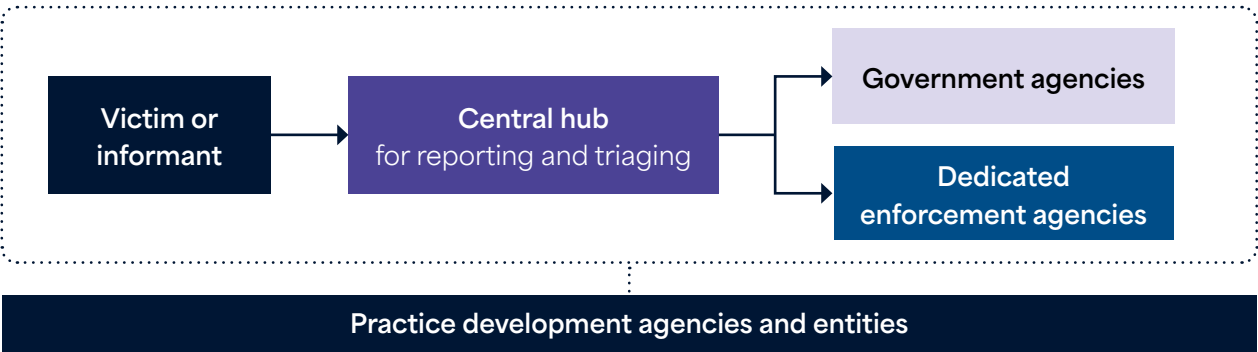 Victim or
informant
Central hub
for reporting and triaging
Government agencies
Dedicated
enforcement agencies
Practice development agencies and entities